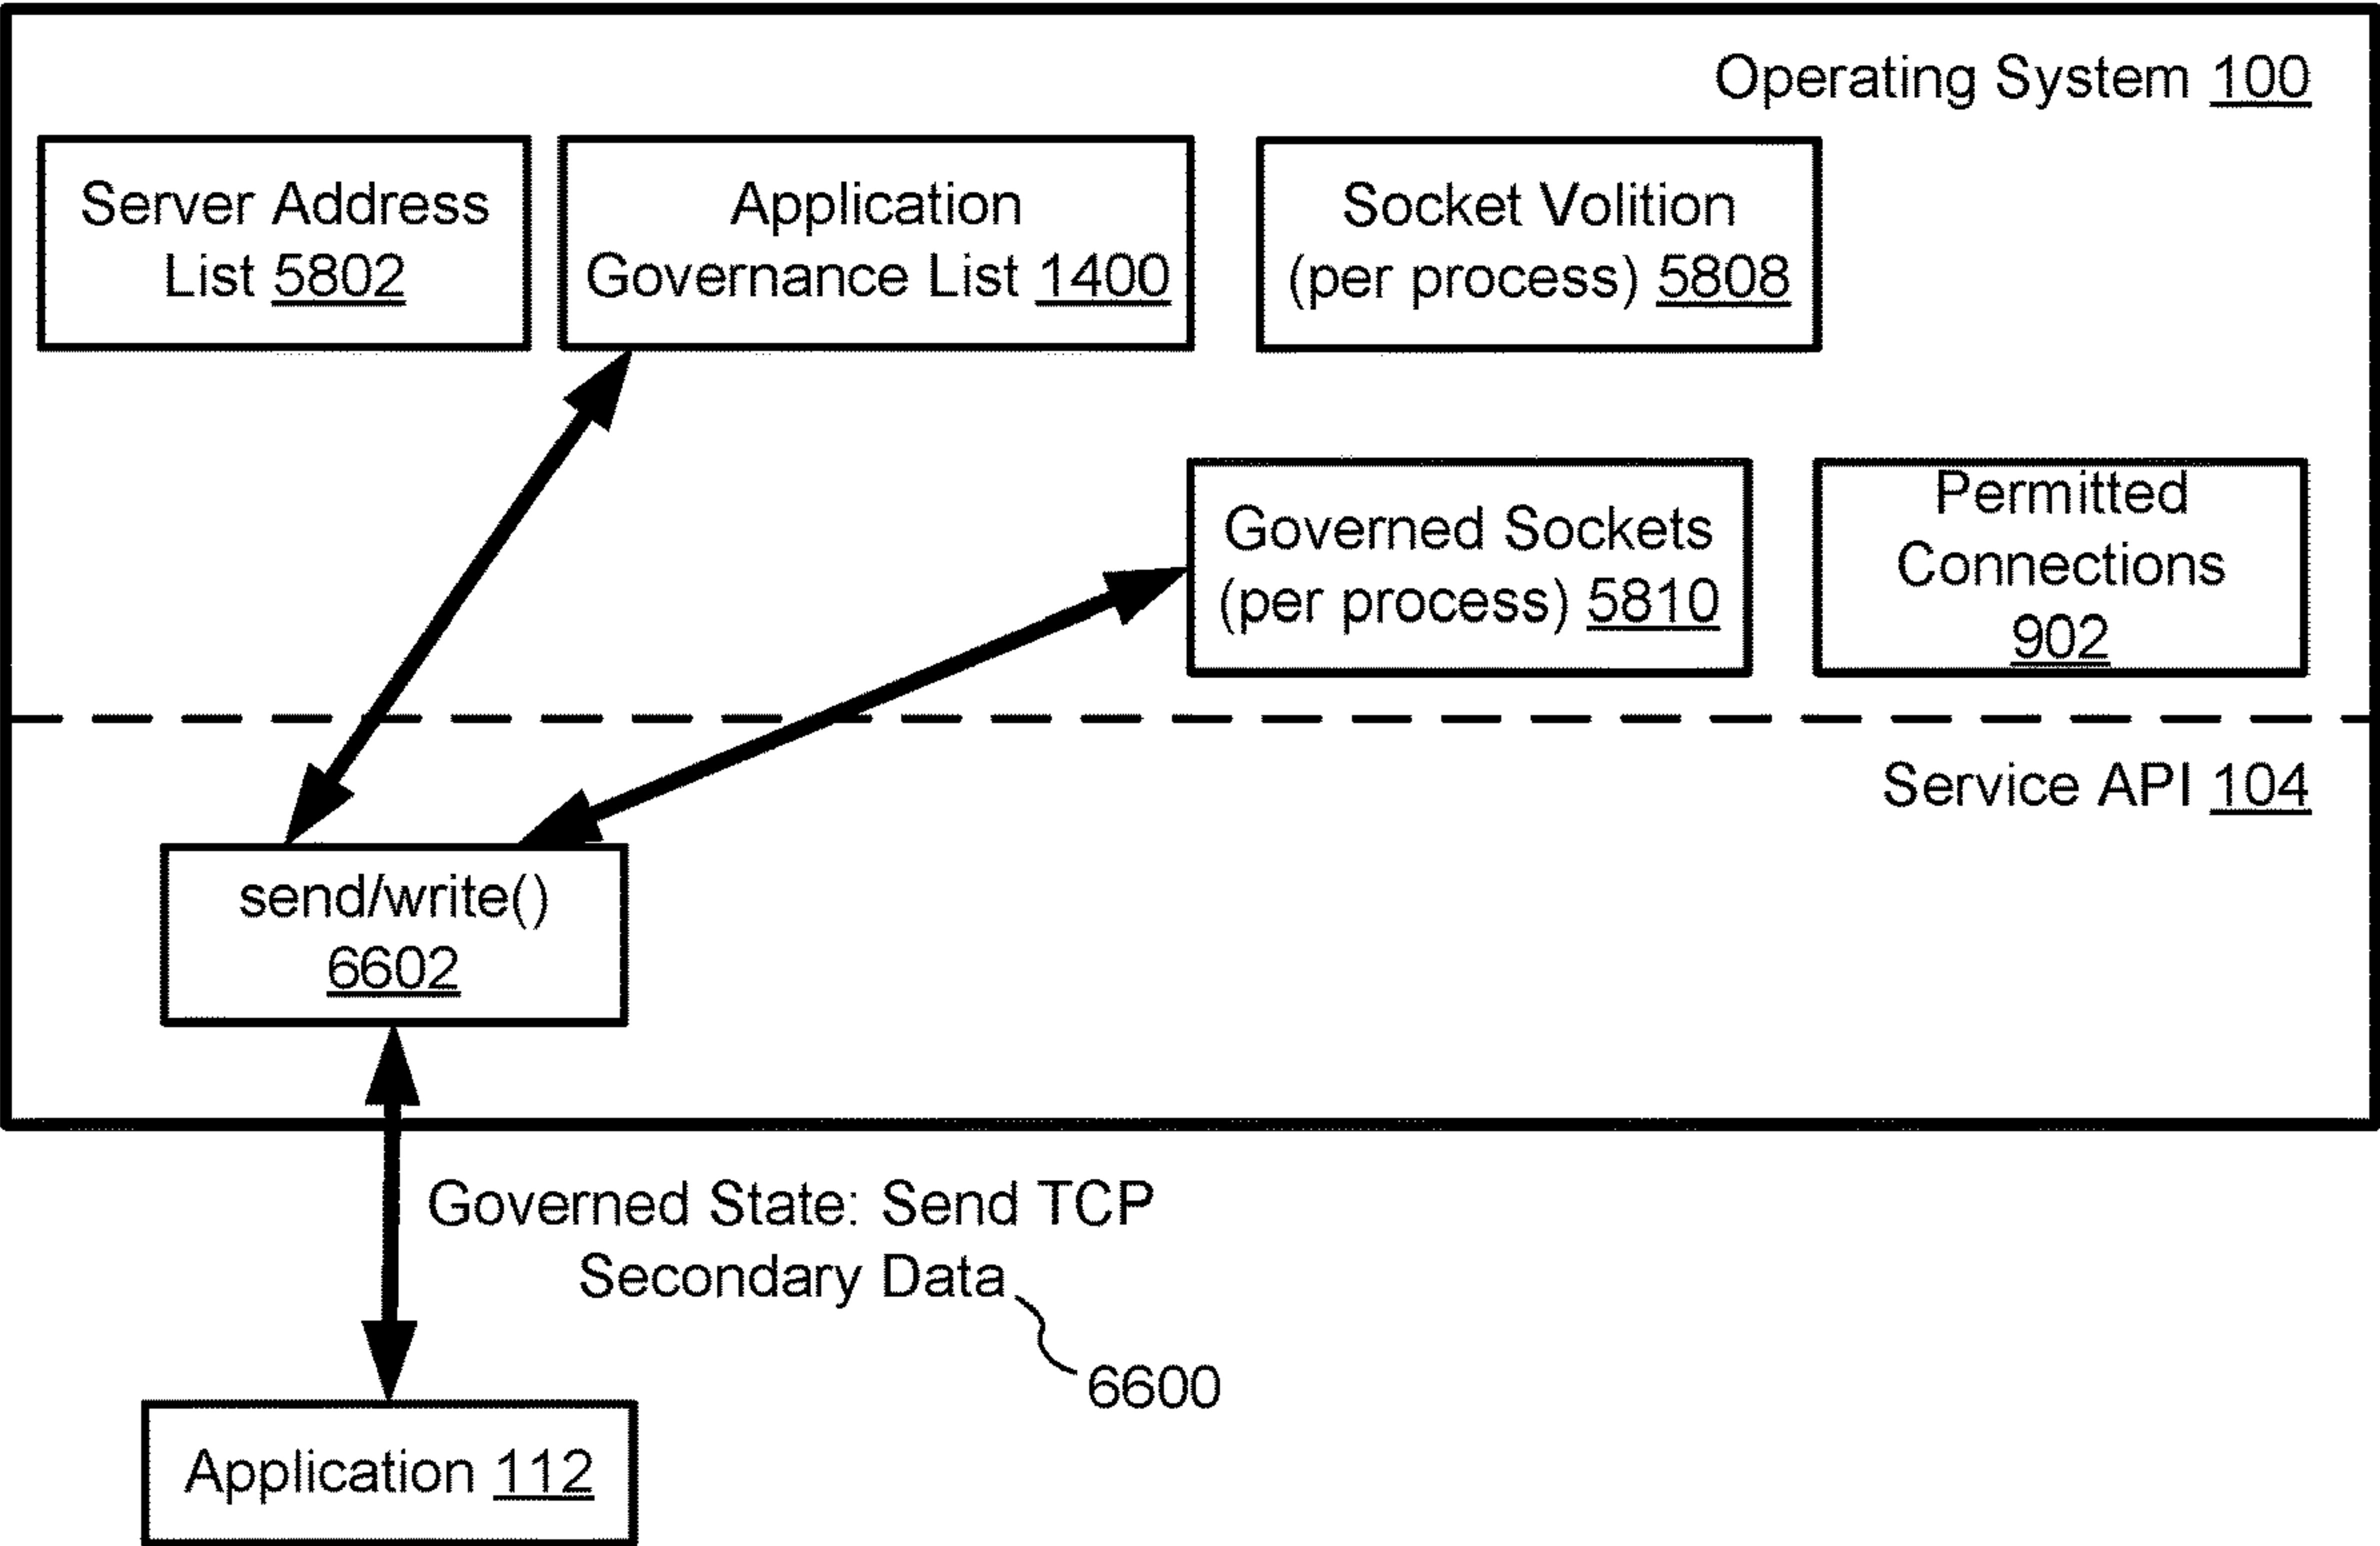 Operating System 100
Server Address
List 5802
Application
Governance List 1400
Socket Volition
(per process) 5808
Governed Sockets
(per process) 5810
Permitted
Connections
902
Service API 104
send/write()
6602
Governed State: Send TCP
Secondary Data
6600
Application 112